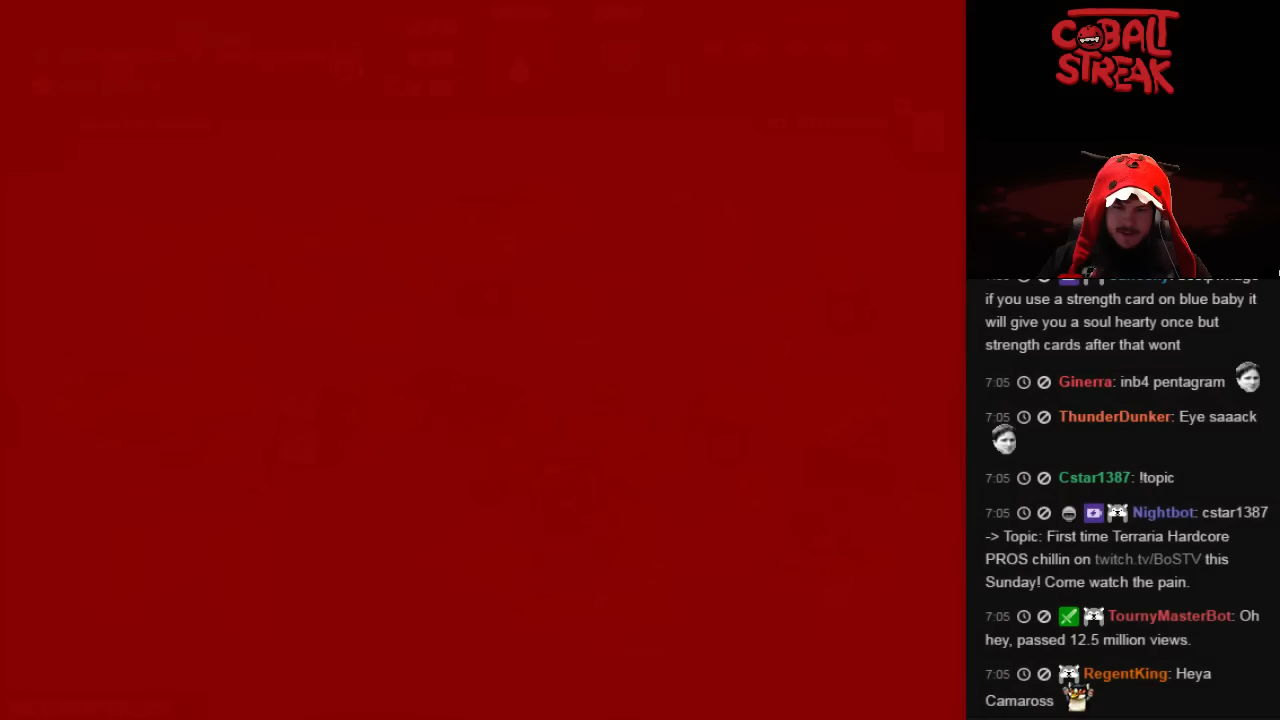 COBALT
STREAK
if you use a strength card on blue baby it
will give you a soul hearty once but
strength cards after that wont
7:05 Ginerra: inb4 pentagram
7:05 ThunderDunker: Eye saaack
7:05 Cstar1387: !topic
7:05 Nightbot: cstar1387
-> Topic: First time Terraria Hardcore
PROS chillin on twitch.tv/BoSTV this
Sunday! Come watch the pain.
7:05 TournyMasterBot: Oh
hey, passed 12.5 million views.
7:05 RegentKing: Heya
Camaross